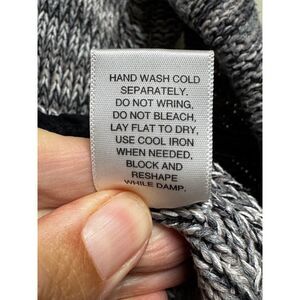 HAND WASH COLD
SEPARATELY.
DO NOT WRING,
DO NOT BLEACH,
LAY FLAT TO DRY,
USE COOL IRON
WHEN NEEDED,
BLOCK AND
RESHAPE
WHILE DAMP.